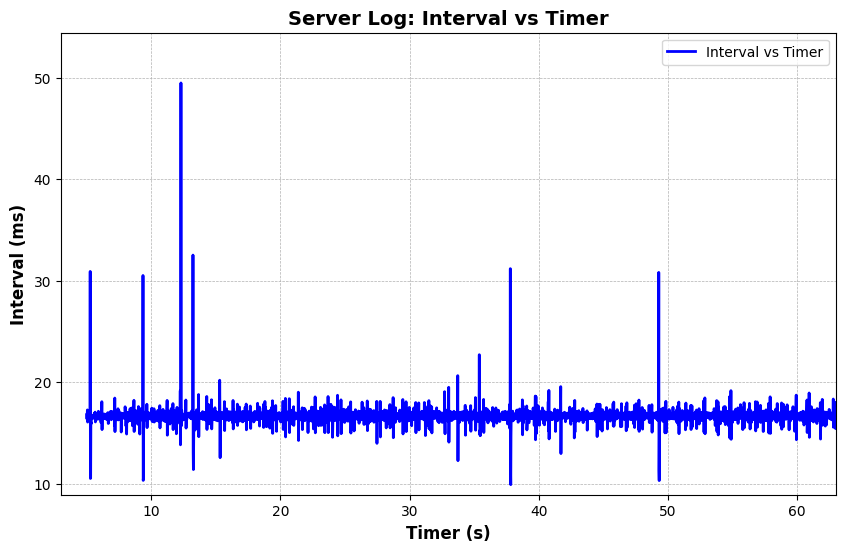 Server Log: Interval vs Timer
Interval vs Timer
50
40
30
20
10
Interval (ms)
10 20 30 40 50 60
Timer (s)